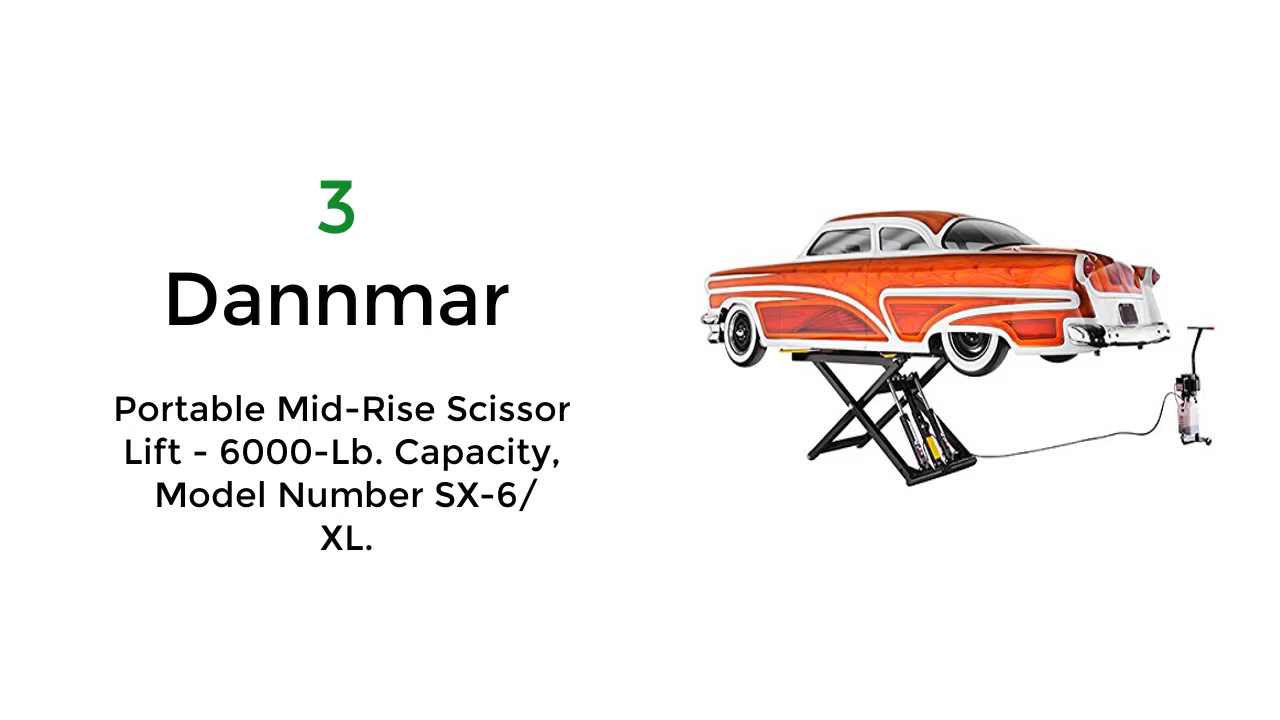 3
Dannmar
Portable Mid-Rise Scissor
Lift - 6000-Lb. Capacity,
Model Number SX-6/
XL.